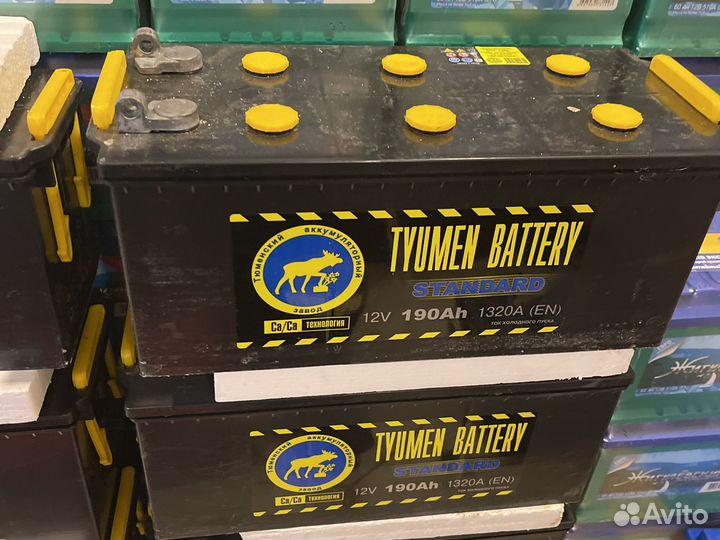 Тюменский аккумуляторный завод
Ca/Ca технология
TYUMEN BATTERY
STANDARD
12V 190Ah 1320A (EN)
ТОК ХОЛОДНОГО ПУСКА
Тюменский аккумуляторный завод
Ca/Ca технология
TYUMEN BATTERY
STANDARD
12V 190Ah 1320A (EN)
ТОК ХОЛОДНОГО ПУСКА
Avito